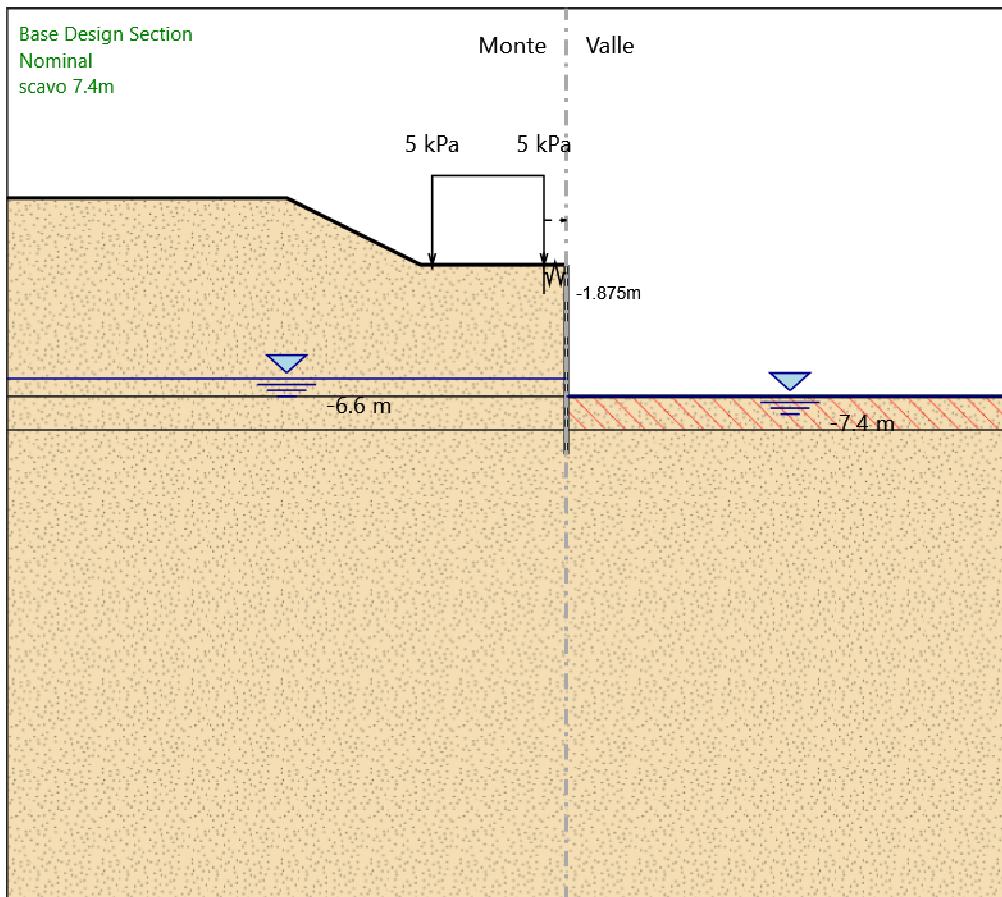 Base Design Section
Nominal
scavo 7.4m
Monte
Valle
5 kPa
5 kPa
-1.875m
-6.6 m
-7.4 m